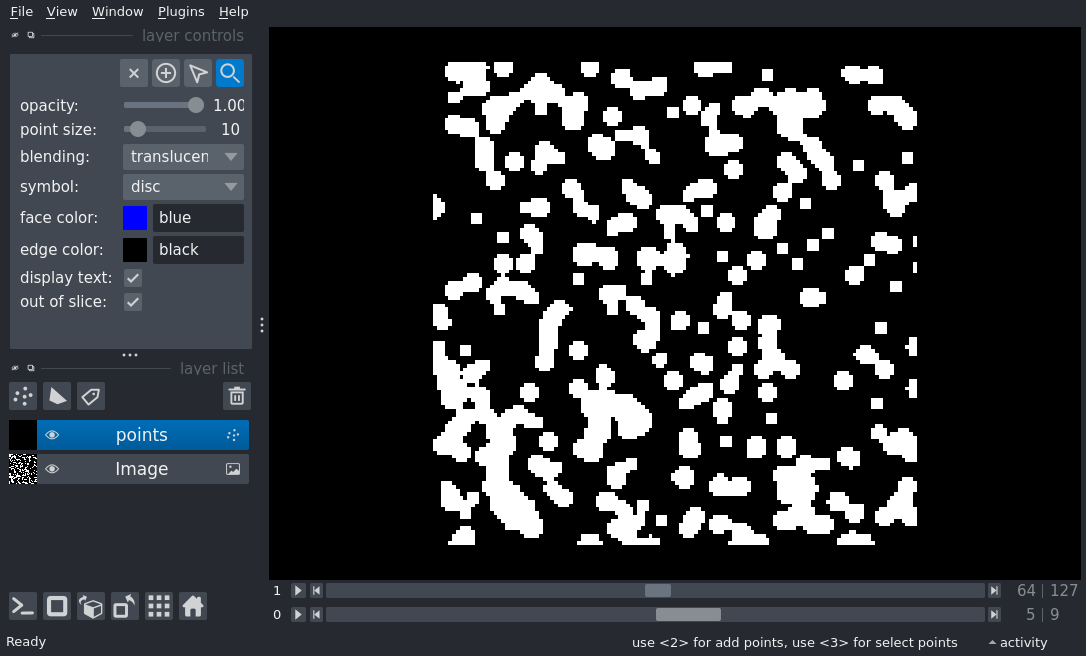 File View Window Plugins Help
layer controls
opacity: 1.00
point size: 10
blending: translucen
symbol: disc
face color: blue
edge color: black
display text:
out of slice:
layer list
points
Image
1 64 | 127
0 5 | 9
Ready use <2> for add points, use <3> for select points activity